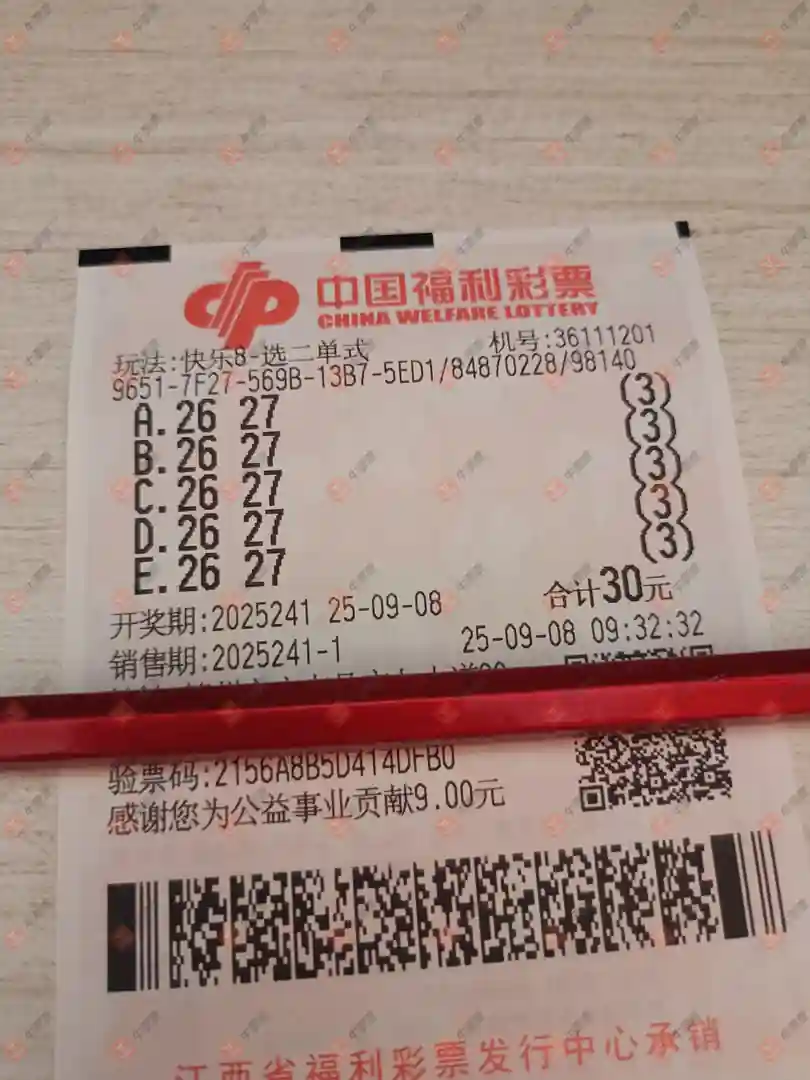 中国福利彩票
CHINA WELFARE LOTTERY
玩法:快乐8-选二单式 机号:36111201
9651-7F27-569B-13B7-5ED1/84870228/98140
A.26 27 (3)
B.26 27 (3)
C.26 27 (3)
D.26 27 (3)
E.26 27 (3)
合计30元
开奖期:2025241 25-09-08
销售期:2025241-1 25-09-08 09:32:32
验票码:2156A8B5D414DFB0
感谢您为公益事业贡献9.00元
江西省福利彩票发行中心承销